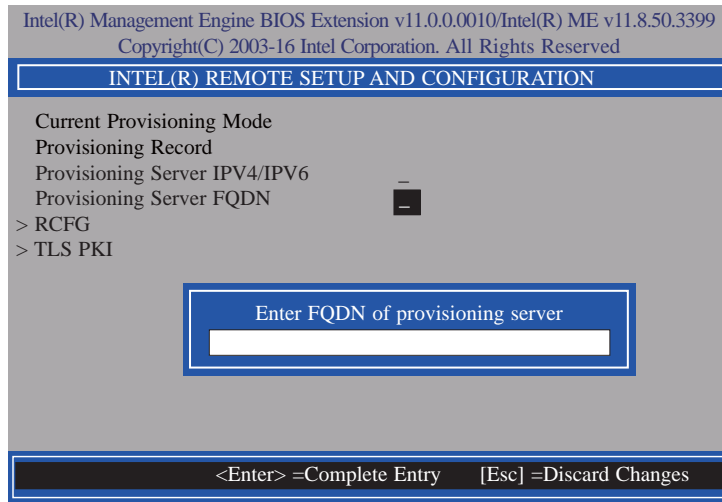 Intel(R) Management Engine BIOS Extension v11.0.0.0010/Intel(R) ME v11.8.50.3399
Copyright(C) 2003-16 Intel Corporation. All Rights Reserved
INTEL(R) REMOTE SETUP AND CONFIGURATION
Current Provisioning Mode
Provisioning Record
Provisioning Server IPV4/IPV6 _
Provisioning Server FQDN _
> RCFG
> TLS PKI
Enter FQDN of provisioning server
<Enter> =Complete Entry [Esc] =Discard Changes